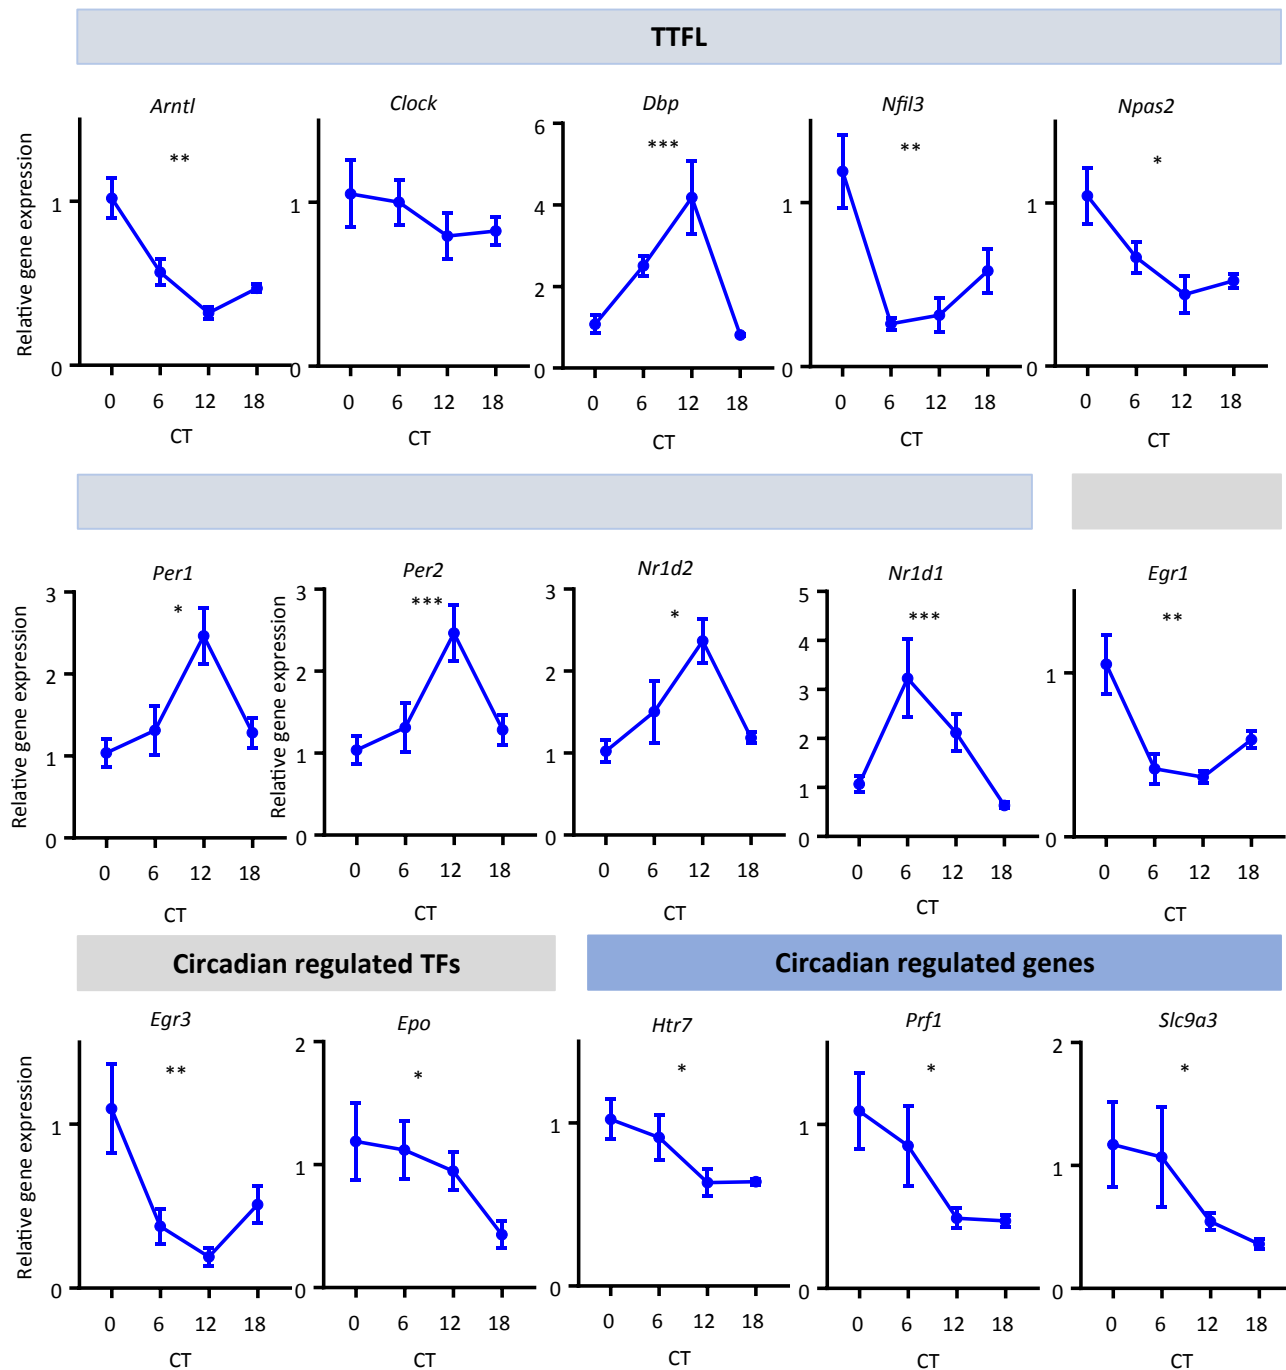 TTFL
Arntl
Clock
Dbp
Nfil3
Npas2
** *** ** *
Relative gene expression
1
0
1
0
6
4
2
0
1
0
1
0
0 6 12 18
0 6 12 18
0 6 12 18
0 6 12 18
0 6 12 18
CT
CT
CT
CT
CT
Per1
Per2
Nr1d2
Nr1d1
Egr1
* *** * *** **
Relative gene expression
3
2
1
0
Relative gene expression
3
2
1
0
3
2
1
0
5
4
3
2
1
0
1
0
0 6 12 18
0 6 12 18
0 6 12 18
0 6 12 18
0 6 12 18
CT
CT
CT
CT
CT
Circadian regulated TFs
Circadian regulated genes
Egr3
Epo
Htr7
Prf1
Slc9a3
** * * * *
Relative gene expression
1
0
2
1
0
1
0
1
0
2
1
0
0 6 12 18
0 6 12 18
0 6 12 18
0 6 12 18
0 6 12 18
CT
CT
CT
CT
CT